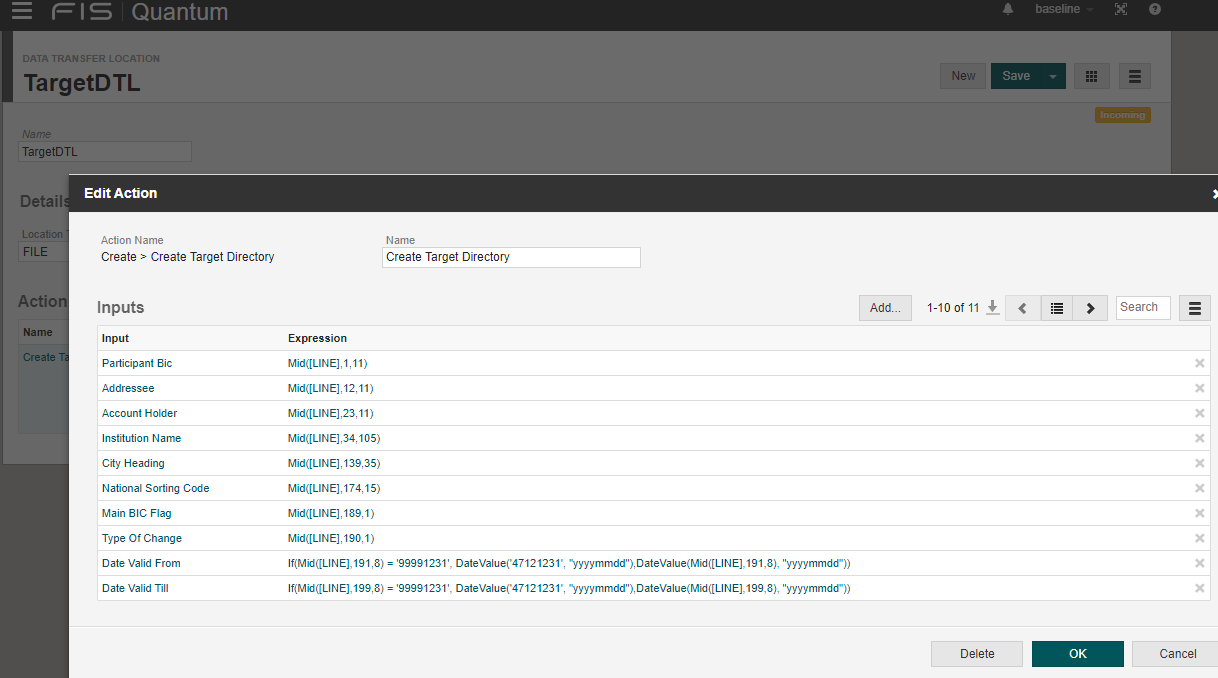 FIS Quantum baseline
DATA TRANSFER LOCATION
TargetDTL
New Save
Incoming
Name
TargetDTL
Details
Location
FILE
Action
Name
Create Ta
Edit Action
Action Name
Create > Create Target Directory
Name
Create Target Directory
Inputs
Add... 1-10 of 11 Search
Input Expression
Participant Bic Mid([LINE],1,11)
Addressee Mid([LINE],12,11)
Account Holder Mid([LINE],23,11)
Institution Name Mid([LINE],34,105)
City Heading Mid([LINE],139,35)
National Sorting Code Mid([LINE],174,15)
Main BIC Flag Mid([LINE],189,1)
Type Of Change Mid([LINE],190,1)
Date Valid From If(Mid([LINE],191,8) = '99991231', DateValue('47121231', "yyyymmdd"),DateValue(Mid([LINE],191,8), "yyyymmdd"))
Date Valid Till If(Mid([LINE],199,8) = '99991231', DateValue('47121231', "yyyymmdd"),DateValue(Mid([LINE],199,8), "yyyymmdd"))
Delete OK Cancel